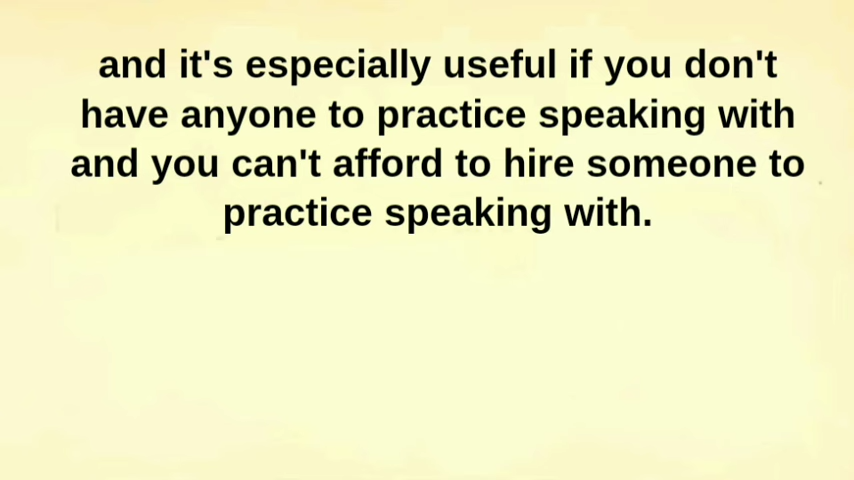 and it's especially useful if you don't
have anyone to practice speaking with
and you can't afford to hire someone to
practice speaking with.